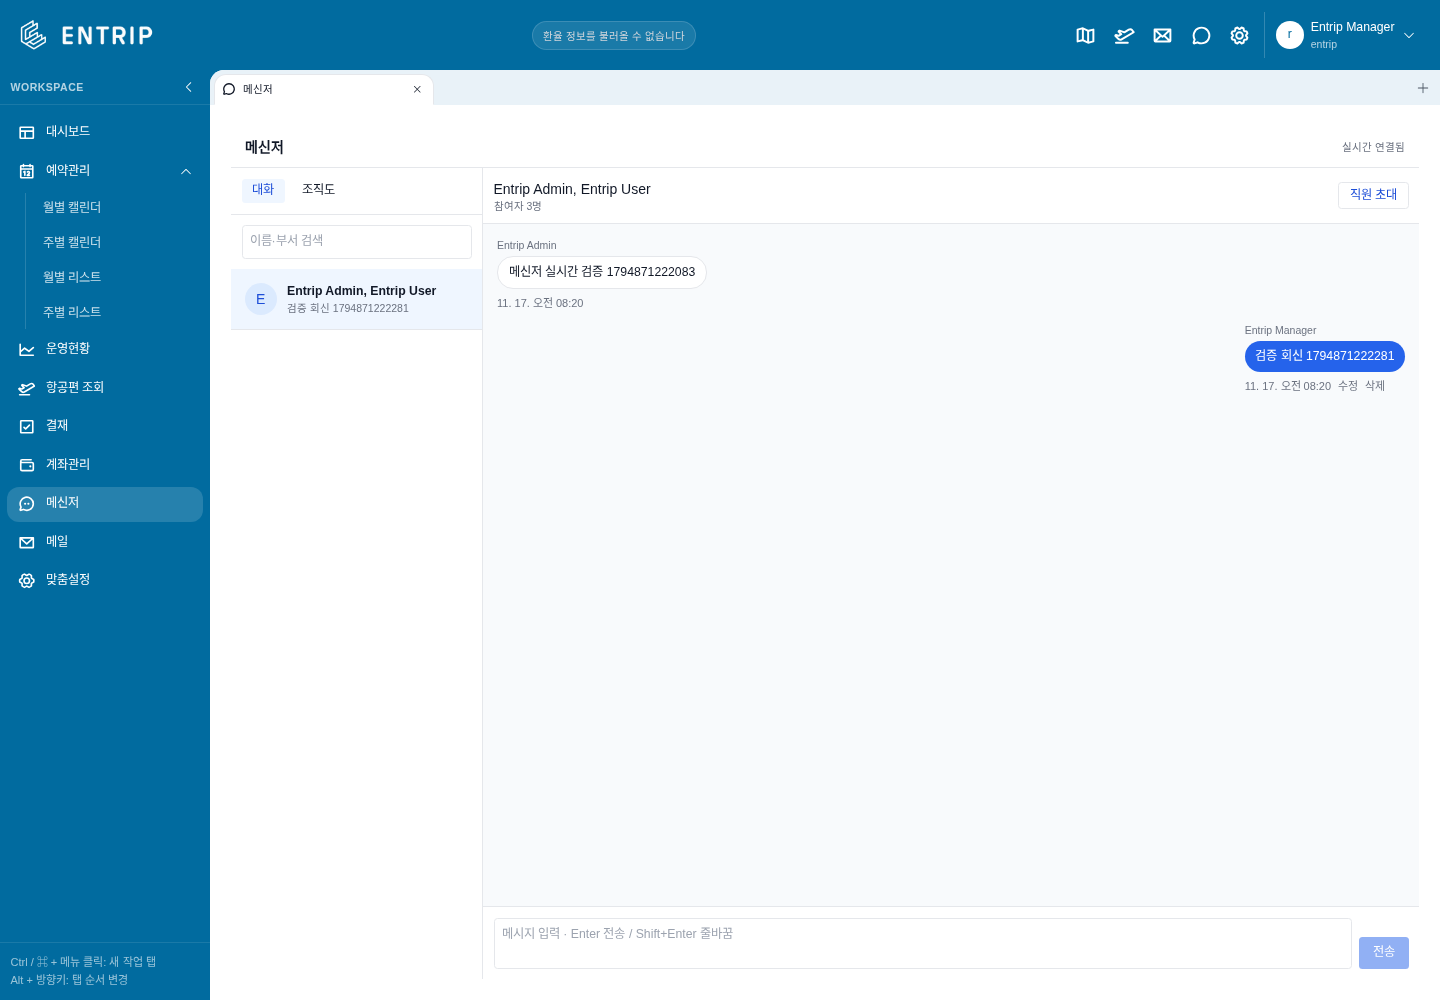 ENTRIP
환율 정보를 불러올 수 없습니다
r
Entrip Manager
entrip
WORKSPACE
메신저
대시보드
예약관리
월별 캘린더
주별 캘린더
월별 리스트
주별 리스트
운영현황
항공편 조회
결재
계좌관리
메신저
메일
맞춤설정
Ctrl / ⌘ + 메뉴 클릭: 새 작업 탭
Alt + 방향키: 탭 순서 변경
메신저
실시간 연결됨
대화
조직도
이름·부서 검색
E
Entrip Admin, Entrip User
검증 회신 1794871222281
Entrip Admin, Entrip User
참여자 3명
직원 초대
Entrip Admin
메신저 실시간 검증 1794871222083
11. 17. 오전 08:20
Entrip Manager
검증 회신 1794871222281
11. 17. 오전 08:20 수정 삭제
메시지 입력 · Enter 전송 / Shift+Enter 줄바꿈
전송